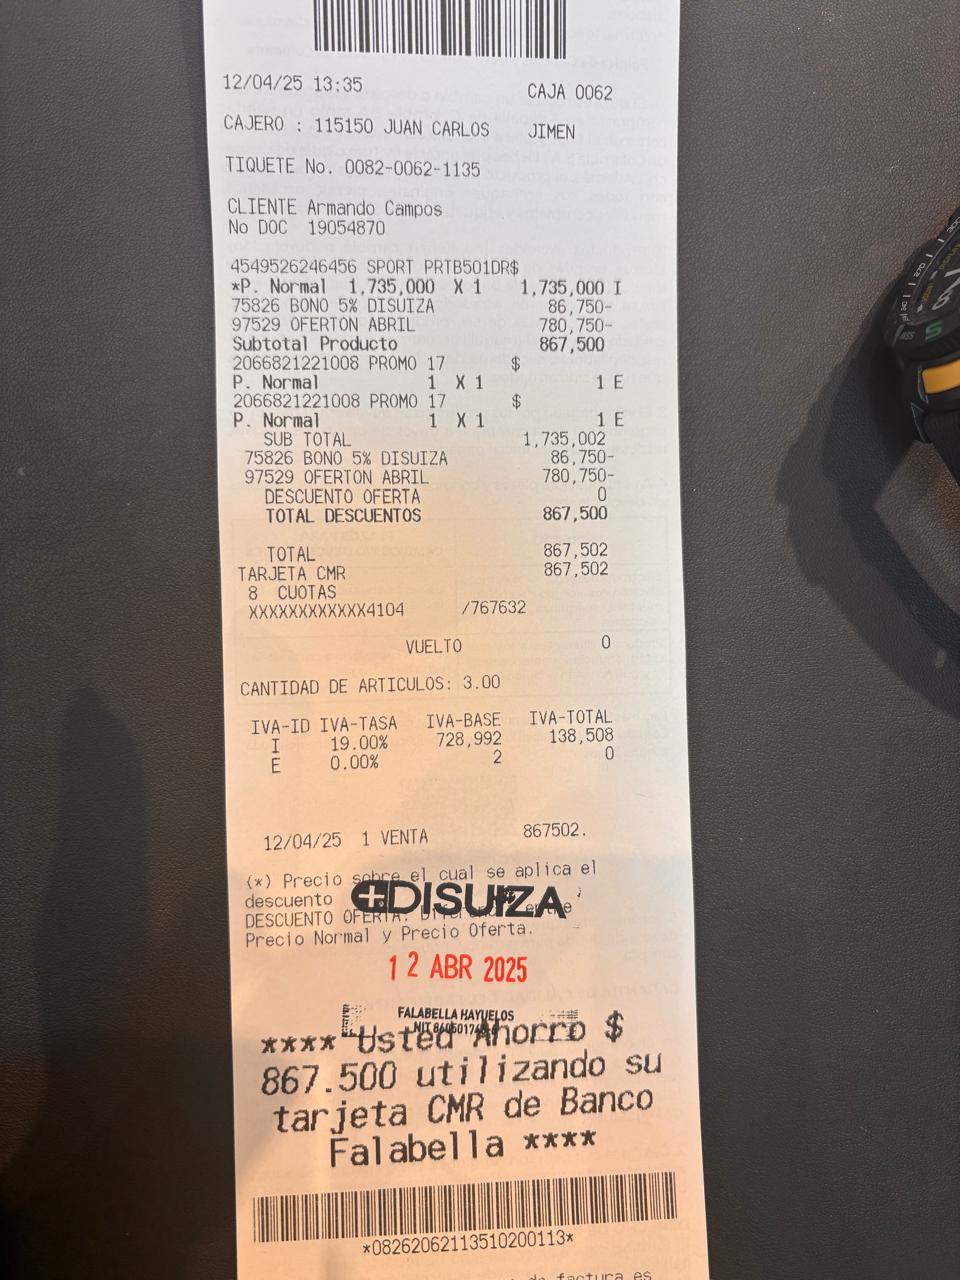 12/04/25 13:35 CAJA 0062
CAJERO : 115150 JUAN CARLOS JIMEN
TIQUETE No. 0082-0062-1135
CLIENTE Armando Campos
No DOC 19054870
4549526246456 SPORT PRTB501DR$
*P. Normal 1,735,000 X 1 1,735,000 I
75826 BONO 5% DISUIZA 86,750-
97529 OFERTON ABRIL 780,750-
Subtotal Producto 867,500
2066821221008 PROMO 17 $
P. Normal 1 X 1 1 E
2066821221008 PROMO 17 $
P. Normal 1 X 1 1 E
SUB TOTAL 1,735,002
75826 BONO 5% DISUIZA 86,750-
97529 OFERTON ABRIL 780,750-
DESCUENTO OFERTA 0
TOTAL DESCUENTOS 867,500
TOTAL 867,502
TARJETA CMR 867,502
8 CUOTAS
XXXXXXXXXXXX4104 /767632
VUELTO 0
CANTIDAD DE ARTICULOS: 3.00
IVA-ID IVA-TASA IVA-BASE IVA-TOTAL
I 19.00% 728,992 138,508
E 0.00% 2 0
12/04/25 1 VENTA 867502.
(*) Precio sobre el cual se aplica el
descuento
DISUIZA
DESCUENTO OFERTA:
Precio Normal y Precio Oferta.
12 ABR 2025
FALABELLA HAYUELOS
NIT
**** Usted Ahorro $
867.500 utilizando su
tarjeta CMR de Banco
Falabella ****
*08262062113510200113*
de factura es